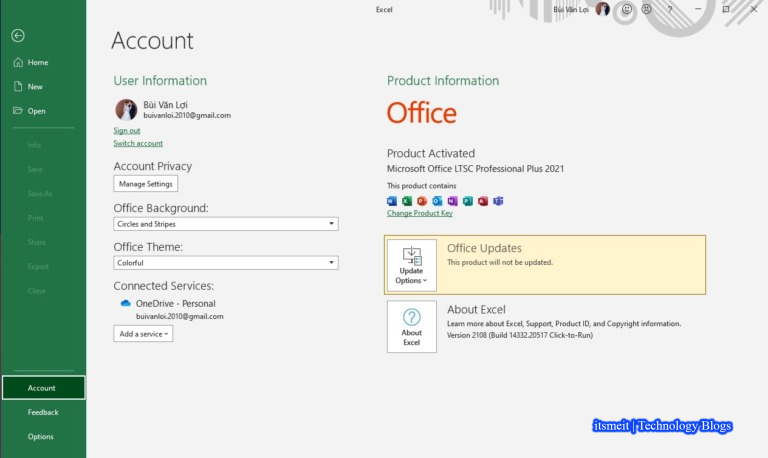 Excel
Bùi Văn Lợi
?
Account
Home
New
Open
Info
Save
Save As
Print
Share
Export
Close
Account
Feedback
Options
User Information
Bùi Văn Lợi
buivanloi.2010@gmail.com
Sign out
Switch account
Account Privacy
Manage Settings
Office Background:
Circles and Stripes
Office Theme:
Colorful
Connected Services:
OneDrive - Personal
buivanloi.2010@gmail.com
Add a service
Product Information
Office
Product Activated
Microsoft Office LTSC Professional Plus 2021
This product contains
Change Product Key
Update
Options
Office Updates
This product will not be updated.
About
Excel
About Excel
Learn more about Excel, Support, Product ID, and Copyright information.
Version 2108 (Build 14332.20517 Click-to-Run)
itsmeit | Technology Blogs